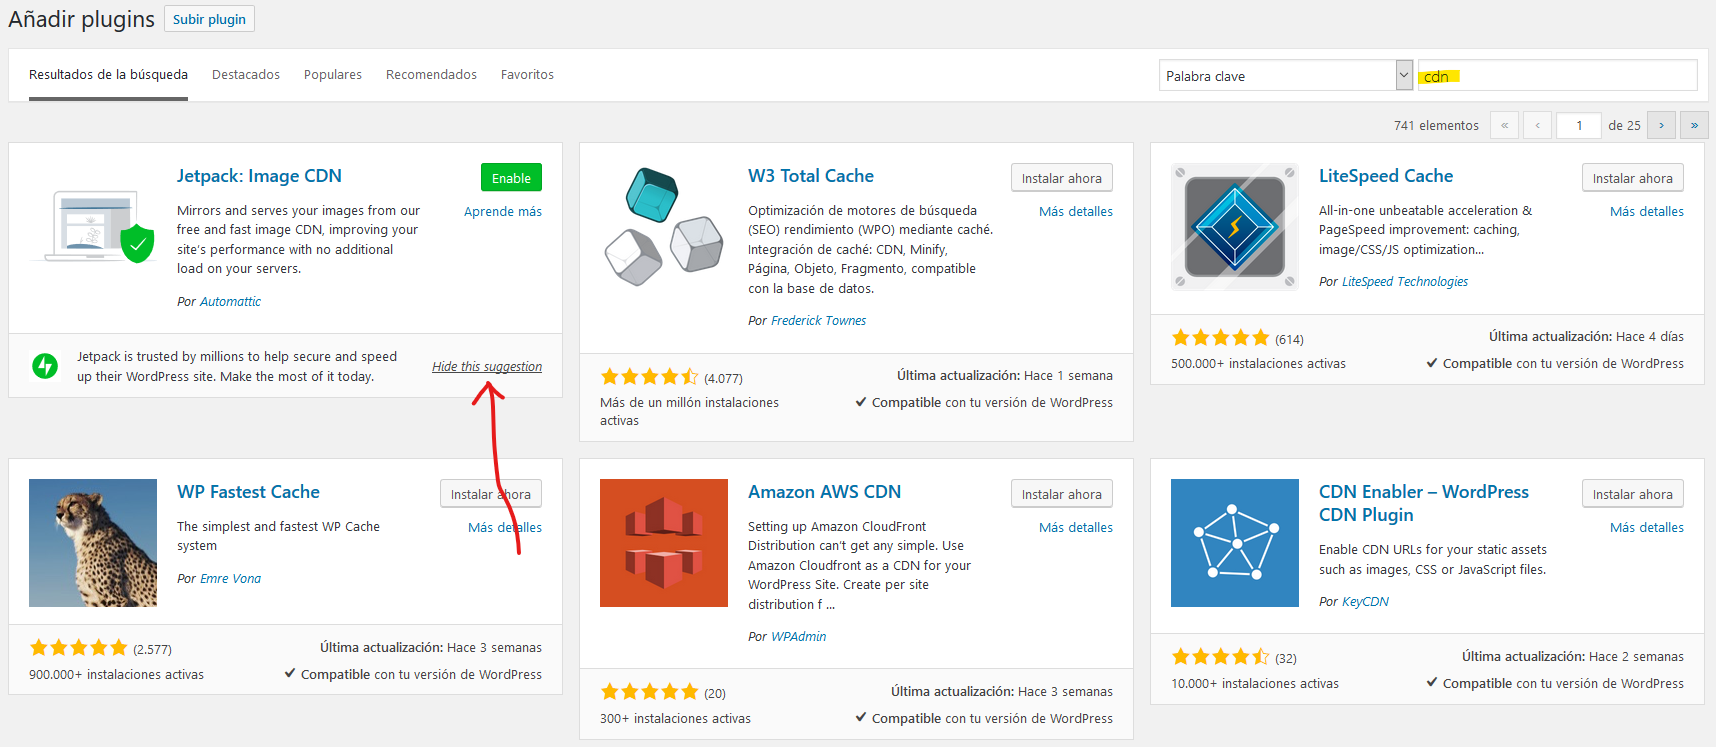 Añadir plugins
Subir plugin
Resultados de la búsqueda
Destacados
Populares
Recomendados
Favoritos
Palabra clave
cdn
741 elementos
«
‹
1
de 25
›
»
Jetpack: Image CDN
Enable
Mirrors and serves your images from our
free and fast image CDN, improving your
site's performance with no additional
load on your servers.
Aprende más
Por Automattic
Jetpack is trusted by millions to help secure and speed
up their WordPress site. Make the most of it today.
Hide this suggestion
W3 Total Cache
Instalar ahora
Optimización de motores de búsqueda
(SEO) rendimiento (WPO) mediante caché.
Integración de caché: CDN, Minify,
Página, Objeto, Fragmento, compatible
con la base de datos.
Más detalles
Por Frederick Townes
(4.077)
Última actualización: Hace 1 semana
Más de un millón instalaciones
activas
Compatible con tu versión de WordPress
LiteSpeed Cache
Instalar ahora
All-in-one unbeatable acceleration &
PageSpeed improvement: caching,
image/CSS/JS optimization...
Más detalles
Por LiteSpeed Technologies
(614)
Última actualización: Hace 4 días
500.000+ instalaciones activas
Compatible con tu versión de WordPress
WP Fastest Cache
Instalar ahora
The simplest and fastest WP Cache
system
Más detalles
Por Emre Vona
(2.577)
Última actualización: Hace 3 semanas
900.000+ instalaciones activas
Compatible con tu versión de WordPress
Amazon AWS CDN
Instalar ahora
Setting up Amazon CloudFront
Distribution can't get any simple. Use
Amazon Cloudfront as a CDN for your
WordPress Site. Create per site
distribution f ...
Más detalles
Por WPAdmin
(20)
Última actualización: Hace 3 semanas
300+ instalaciones activas
Compatible con tu versión de WordPress
CDN Enabler – WordPress
CDN Plugin
Instalar ahora
Enable CDN URLs for your static assets
such as images, CSS or JavaScript files.
Más detalles
Por KeyCDN
(32)
Última actualización: Hace 2 semanas
10.000+ instalaciones activas
Compatible con tu versión de WordPress